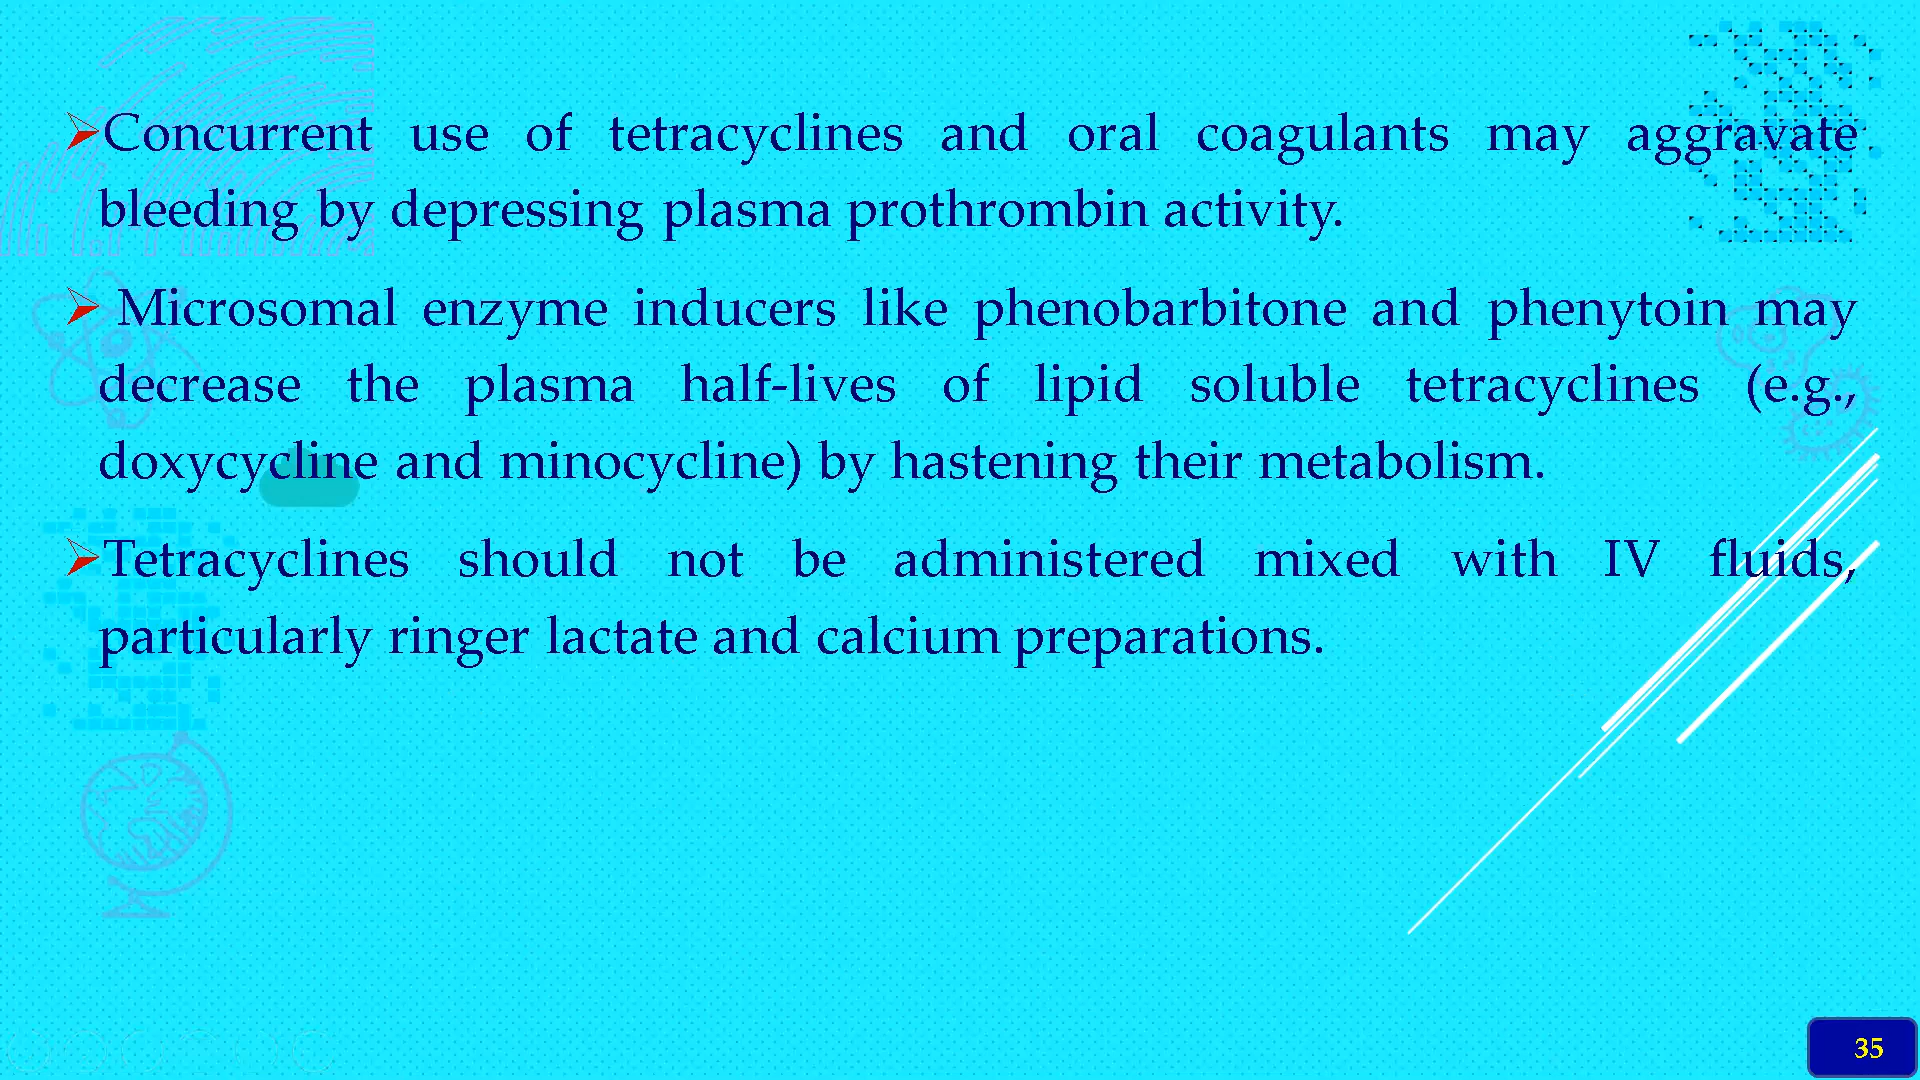 ➢Concurrent use of tetracyclines and oral coagulants may aggravate
bleeding by depressing plasma prothrombin activity.
➢ Microsomal enzyme inducers like phenobarbitone and phenytoin may
decrease the plasma half-lives of lipid soluble tetracyclines (e.g.,
doxycycline and minocycline) by hastening their metabolism.
➢Tetracyclines should not be administered mixed with IV fluids,
particularly ringer lactate and calcium preparations.
35